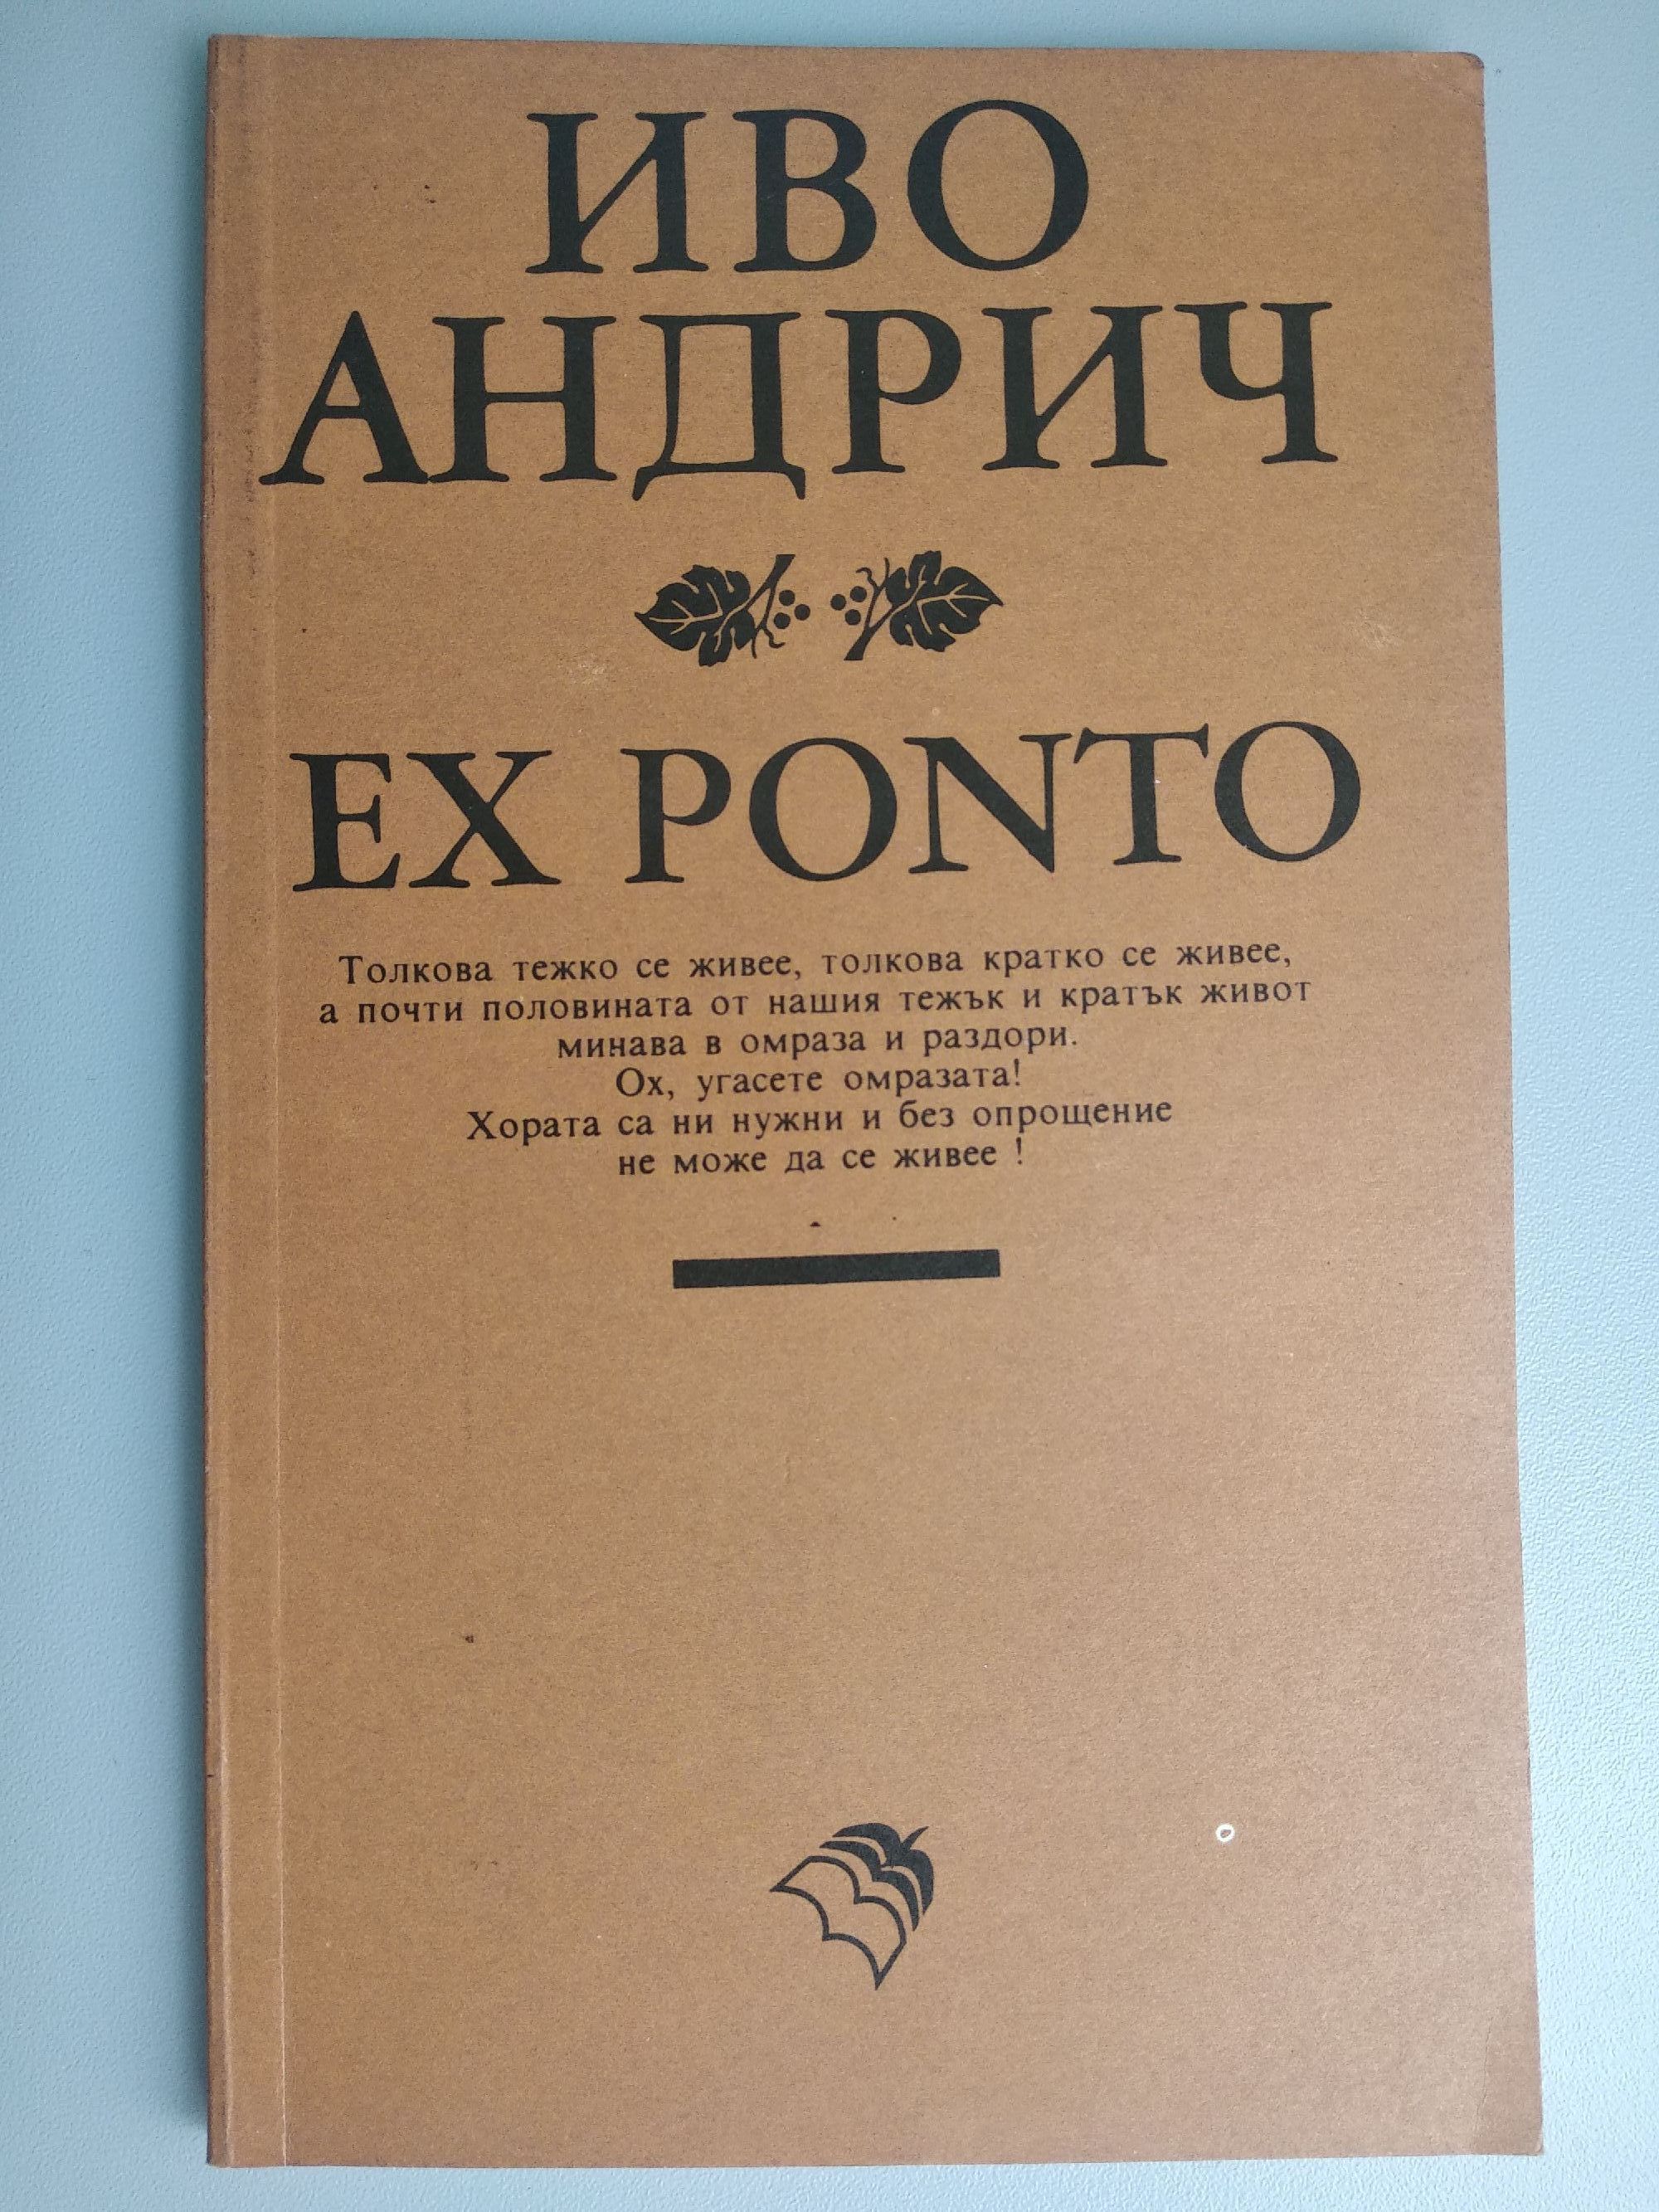 ИВО
АНДРИЧ
EX PONTO
Толкова тежко се живее, толкова кратко се живее,
а почти половината от нашия тежък и кратък живот
минава в омраза и раздори.
Ох, угасете омразата!
Хората са ни нужни и без опрощение
не може да се живее !